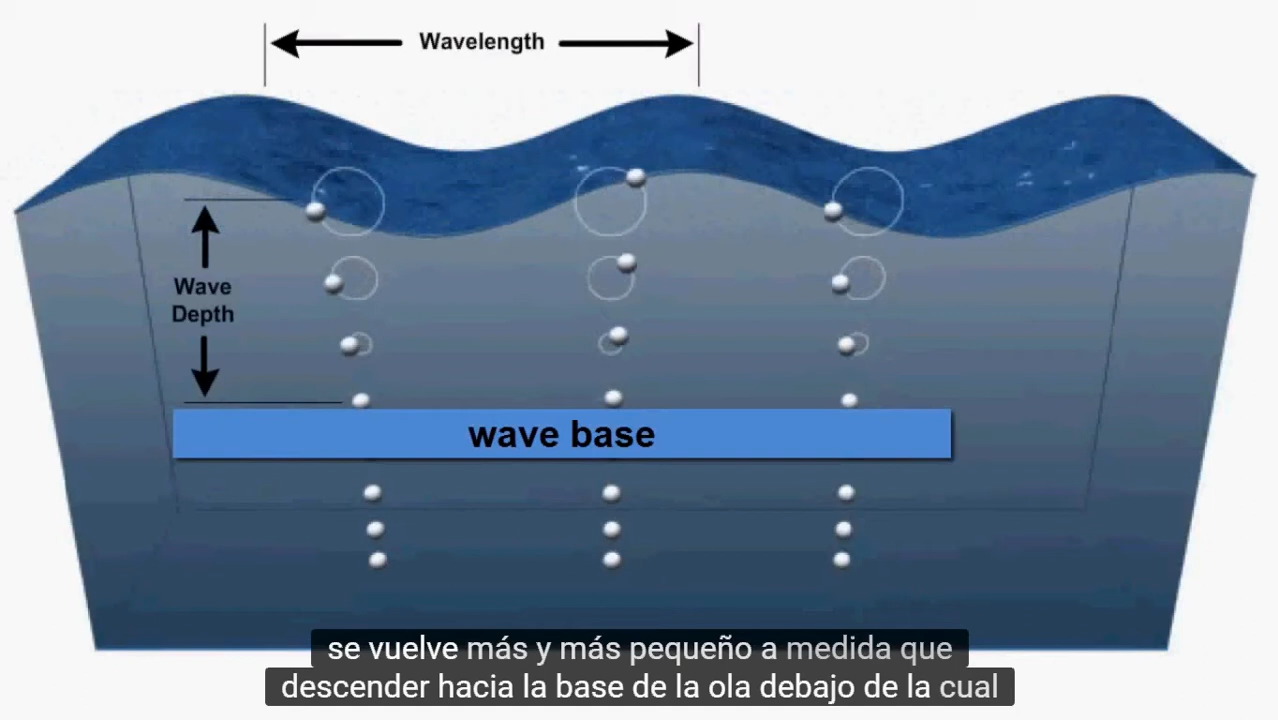 Wavelength
Wave
Depth
wave base
se vuelve más y más pequeño a medida que
descender hacia la base de la ola debajo de la cual